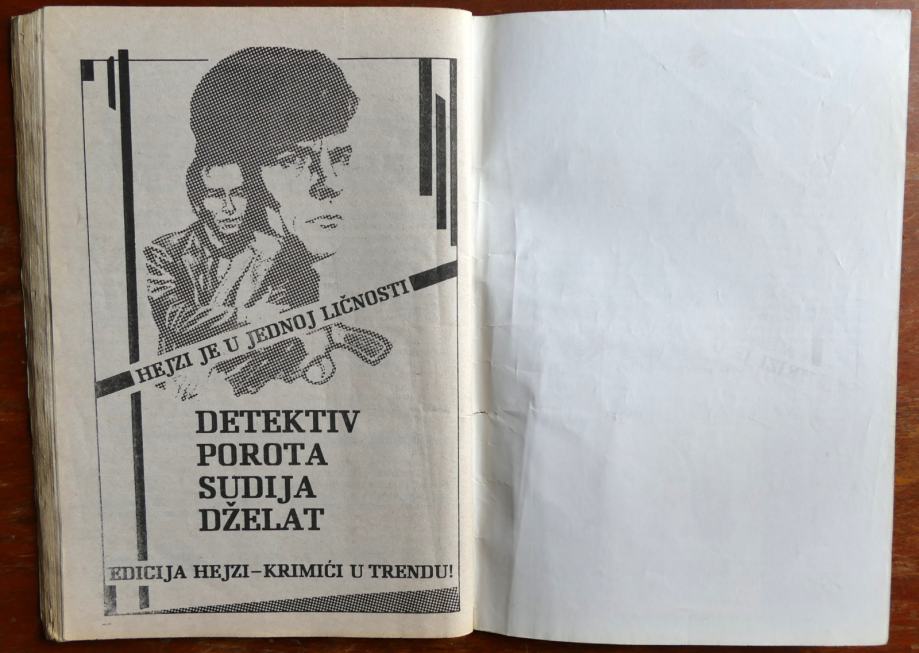 HEJZI JE U JEDNOJ LIČNOSTI
DETEKTIV
POROTA
SUDIJA
DŽELAT
EDICIJA HEJZI–KRIMIĆI U TRENDU!